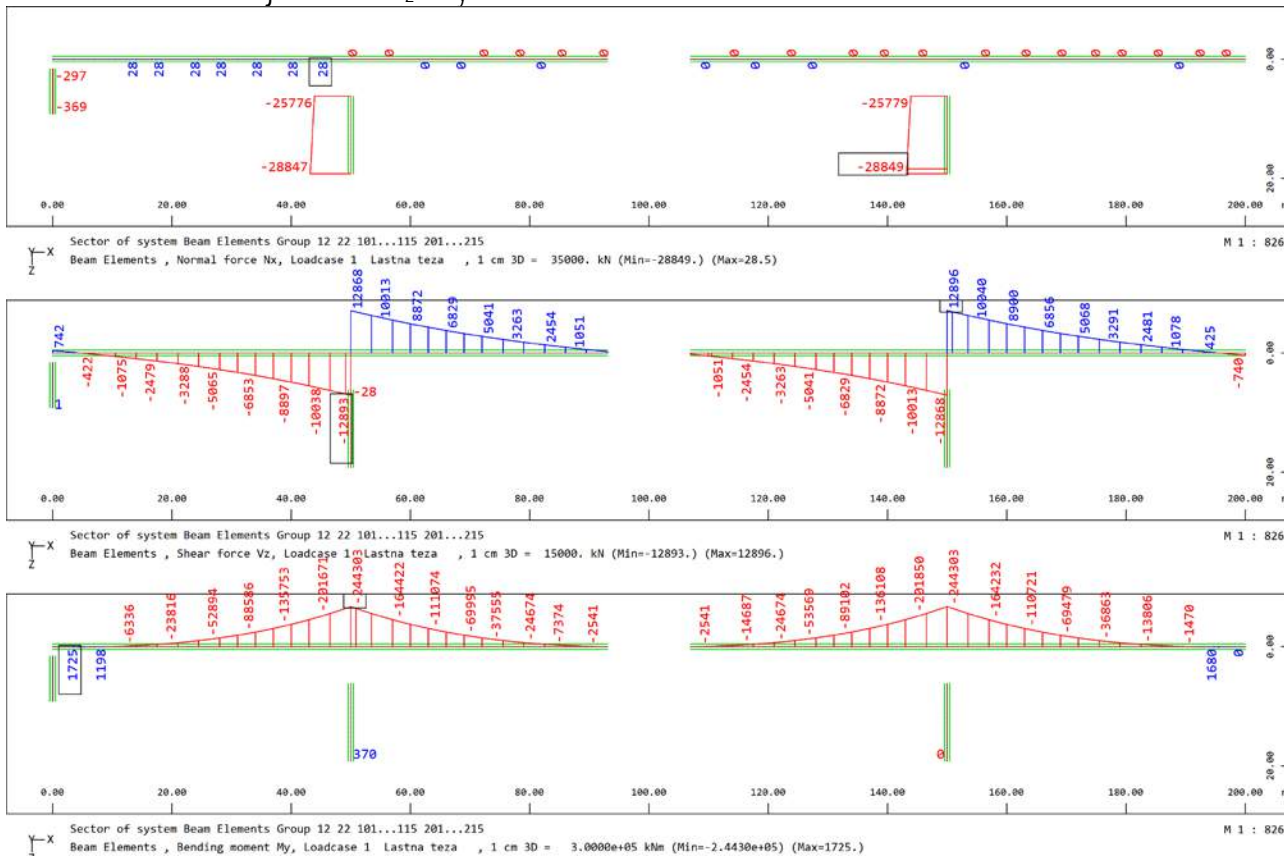 j 2 y
0 0 0 0 0 0 0 0 0 0 0 0 0 0 0 0 0 0
28 28 28 28 28 28 28 0 0 0 0 0 0 0 0
0.00
-297
-369
-25776
-28847
-25779
-28849
20.00
0.00 20.00 40.00 60.00 80.00 100.00 120.00 140.00 160.00 180.00 200.00
Y X Z
Sector of system Beam Elements Group 12 22 101...115 201...215
M 1 : 826
Beam Elements , Normal force Nx, Loadcase 1 Lastna teza , 1 cm 3D = 35000. kN (Min=-28849.) (Max=28.5)
742 12868 10013 8872 6829 5041 3263 2454 1051 12896 10040 8900 6856 5068 3291 2481 1078 425
0.00
-422 -1075 -2479 -3288 -5065 -6853 -8897 -10038 -12893 -28 -1051 -2454 -3263 -5041 -6829 -8872 -10013 -12868 -740
1
20.00
0.00 20.00 40.00 60.00 80.00 100.00 120.00 140.00 160.00 180.00 200.00
Y X Z
Sector of system Beam Elements Group 12 22 101...115 201...215
M 1 : 826
Beam Elements , Shear force Vz, Loadcase 1 Lastna teza , 1 cm 3D = 15000. kN (Min=-12893.) (Max=12896.)
-6336 -23816 -52894 -88586 -135753 -201671 -244303 -164422 -111074 -69995 -37555 -24674 -7374 -2541 -2541 -14687 -24674 -53569 -89102 -136108 -201850 -244303 -164232 -110721 -69479 -36863 -13806 -1470
0.00
1725 1198 1680 0
370 0
20.00
0.00 20.00 40.00 60.00 80.00 100.00 120.00 140.00 160.00 180.00 200.00
Y X Z
Sector of system Beam Elements Group 12 22 101...115 201...215
M 1 : 826
Beam Elements , Bending moment My, Loadcase 1 Lastna teza , 1 cm 3D = 3.0000e+05 kNm (Min=-2.4430e+05) (Max=1725.)